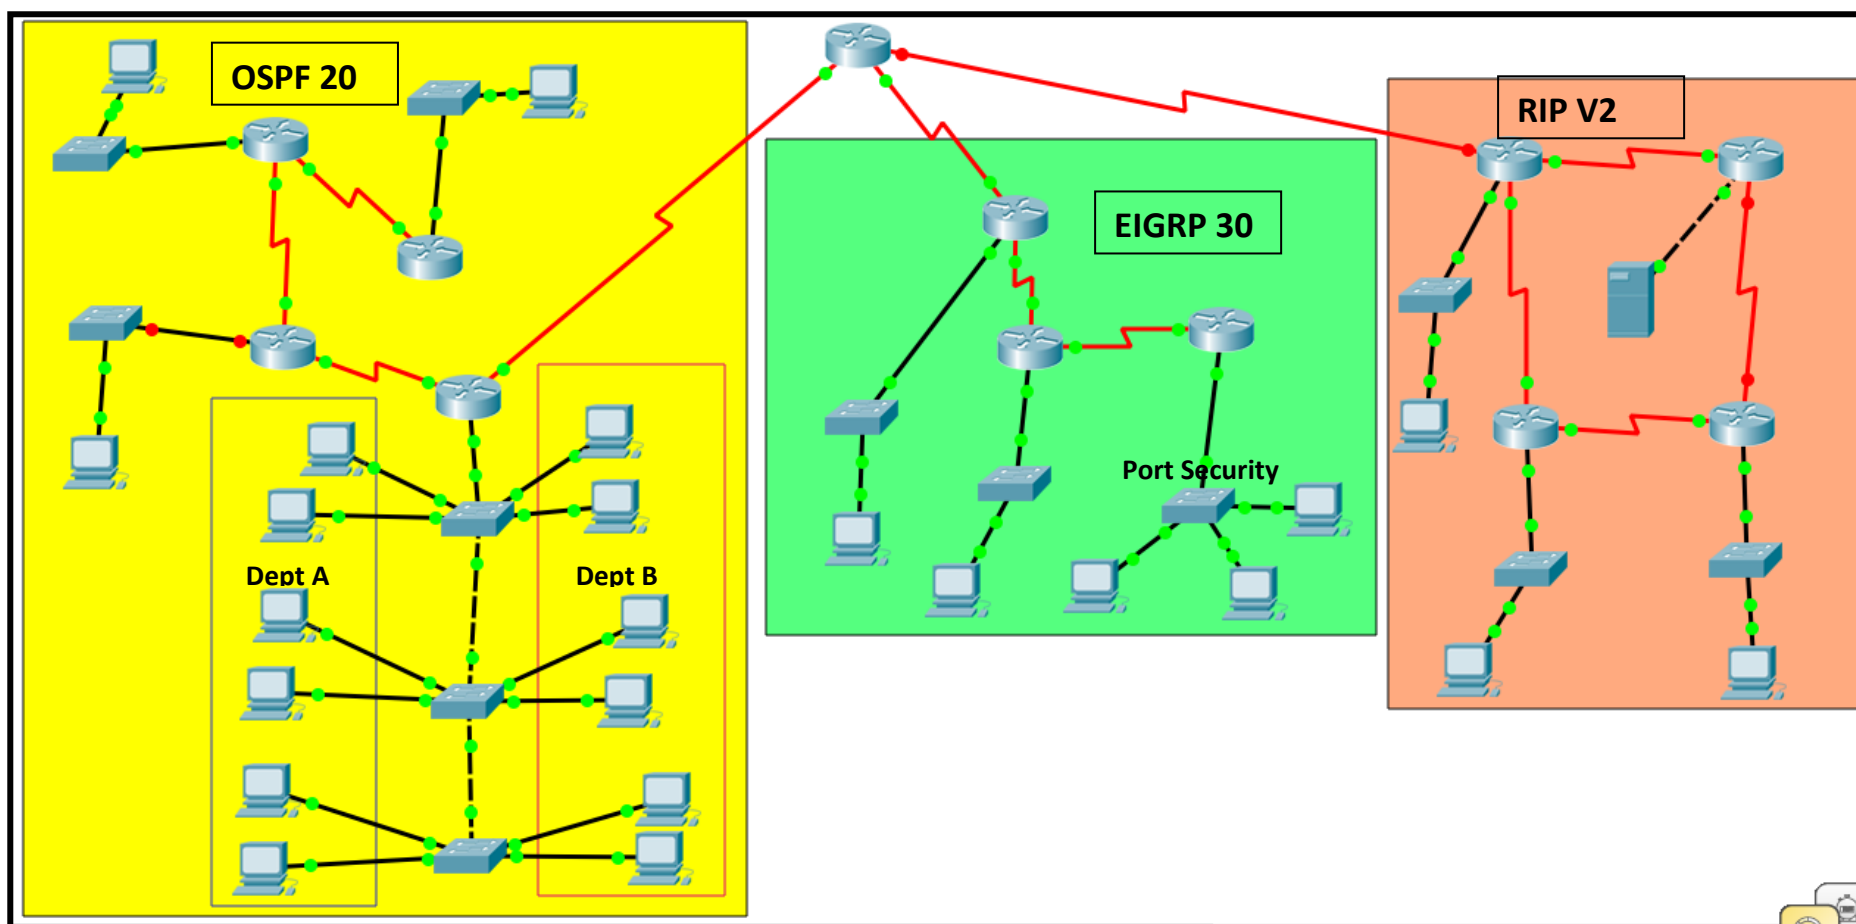 OSPF 20
RIP V2
EIGRP 30
Port Security
Dept A
Dept B